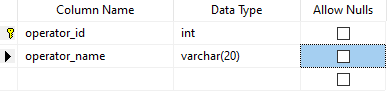 Column Name Data Type Allow Nulls
operator_id int
operator_name varchar(20)